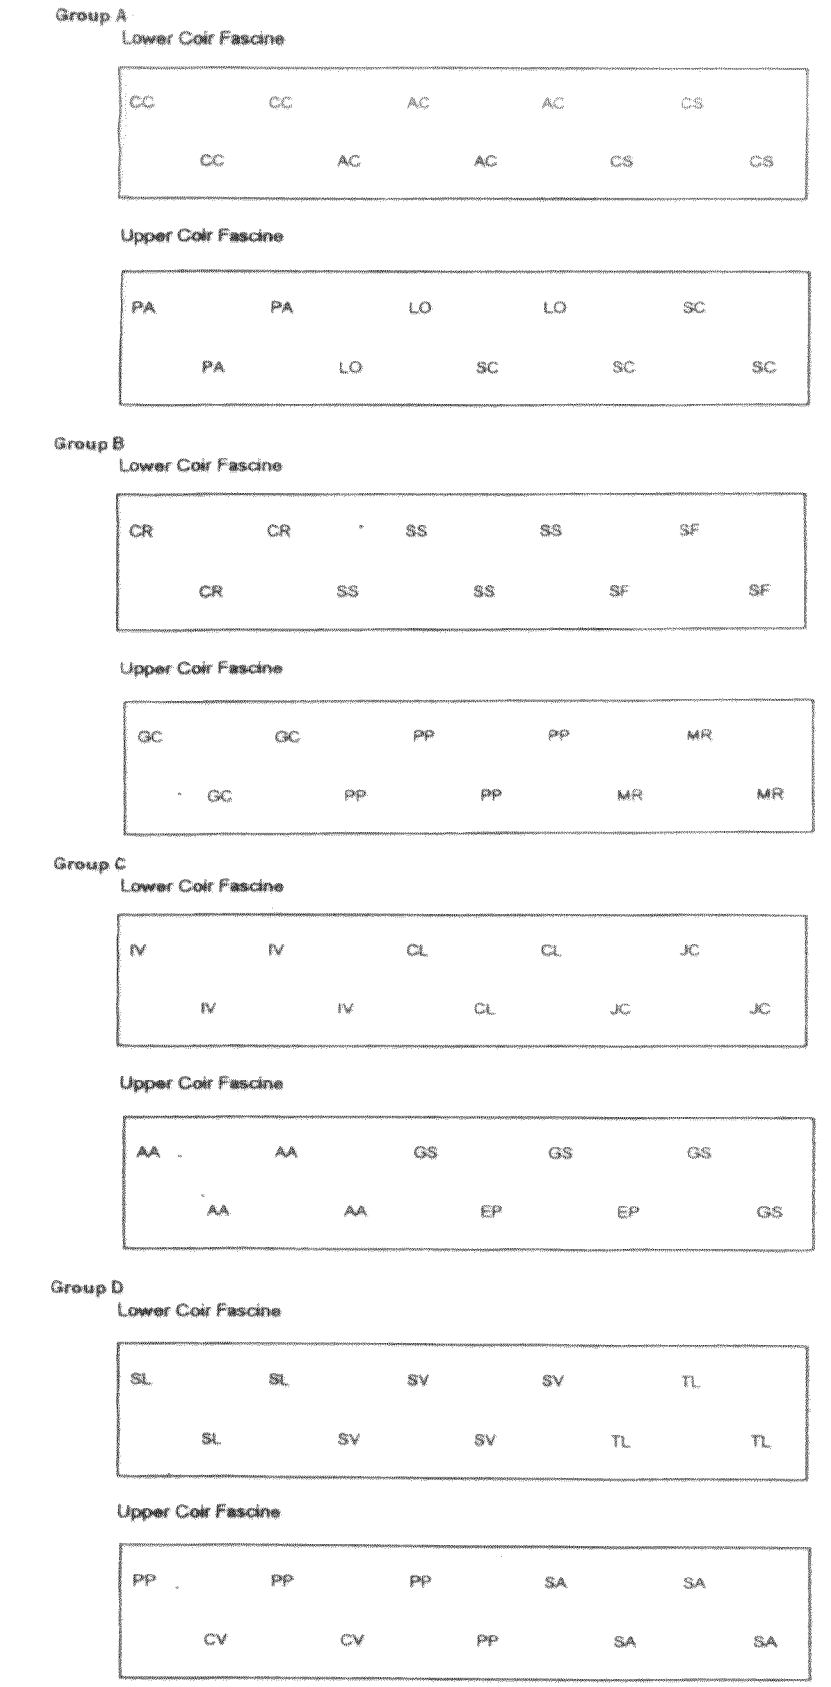 Group A
Lower Coir Fascine
CC CC AC AC CS
CC AC AC CS CS
Upper Coir Fascine
PA PA LO LO SC
PA LO SC SC SC
Group B
Lower Coir Fascine
CR CR SS SS SF
CR SS SS SF SF
Upper Coir Fascine
GC GC PP PP MR
GC PP PP MR MR
Group C
Lower Coir Fascine
IV IV CL CL JC
IV IV CL JC JC
Upper Coir Fascine
AA AA GS GS GS
AA AA EP EP GS
Group D
Lower Coir Fascine
SL SL SV SV TL
SL SV SV TL TL
Upper Coir Fascine
PP PP PP SA SA
CV CV PP SA SA